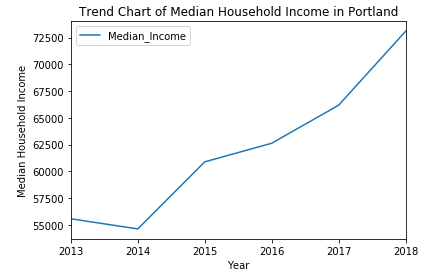 Trend Chart of Median Household Income in Portland
Median_Income
Median Household Income
72500
70000
67500
65000
62500
60000
57500
55000
2013 2014 2015 2016 2017 2018
Year